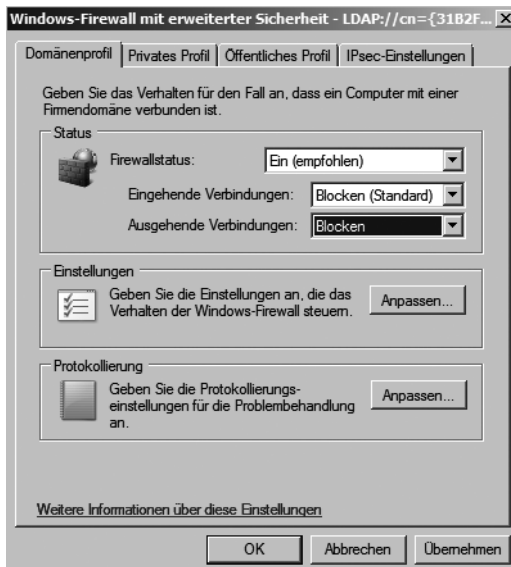 Windows-Firewall mit erweiterter Sicherheit - LDAP://cn={31B2F...
Domänenprofil Privates Profil Öffentliches Profil IPsec-Einstellungen
Geben Sie das Verhalten für den Fall an, dass ein Computer mit einer
Firmendomäne verbunden ist.
Status
Firewallstatus: Ein (empfohlen)
Eingehende Verbindungen: Blocken (Standard)
Ausgehende Verbindungen: Blocken
Einstellungen
Geben Sie die Einstellungen an, die das
Verhalten der Windows-Firewall steuern.
Anpassen...
Protokollierung
Geben Sie die Protokollierungs-
einstellungen für die Problembehandlung
an.
Anpassen...
Weitere Informationen über diese Einstellungen
OK Abbrechen Übernehmen